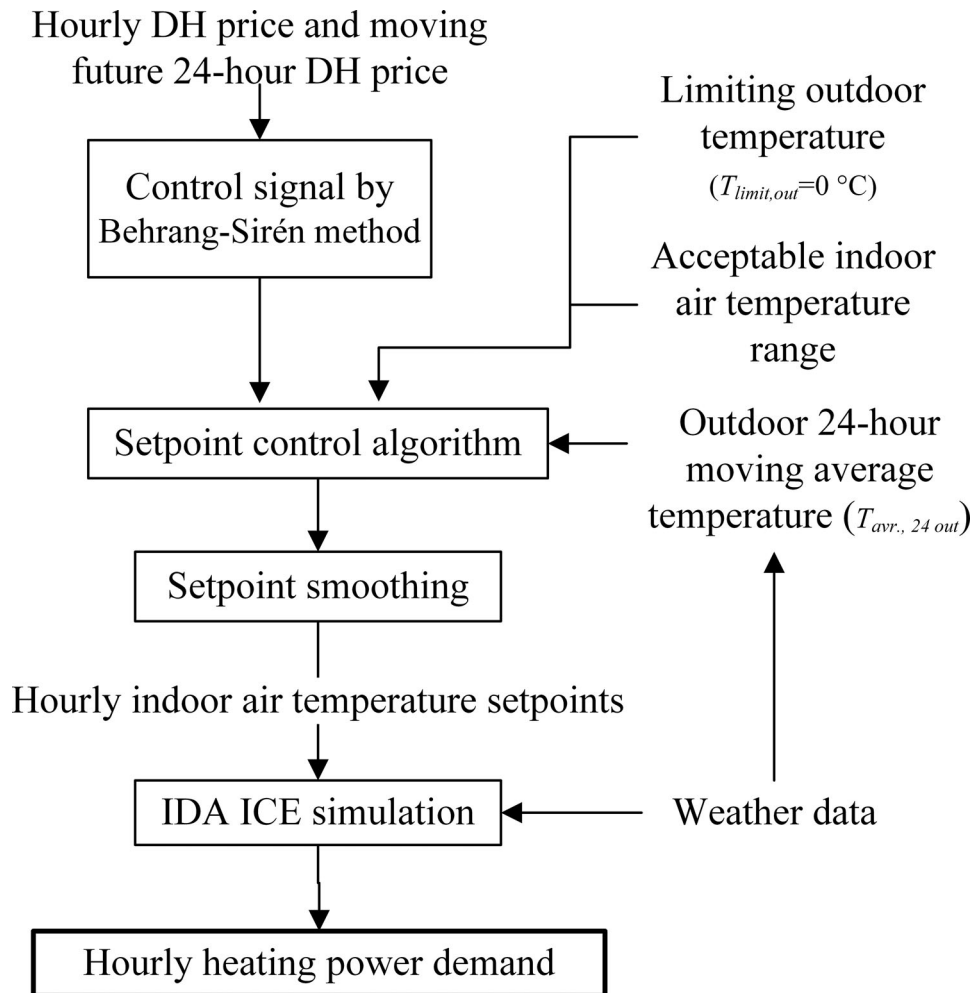 Hourly DH price and moving
future 24-hour DH price
Control signal by
Behrang-Sirén method
Limiting outdoor
temperature
(Tlimit,out=0 °C)
Acceptable indoor
air temperature
range
Setpoint control algorithm
Outdoor 24-hour
moving average
temperature (Tavr., 24 out)
Setpoint smoothing
Hourly indoor air temperature setpoints
IDA ICE simulation
Weather data
Hourly heating power demand